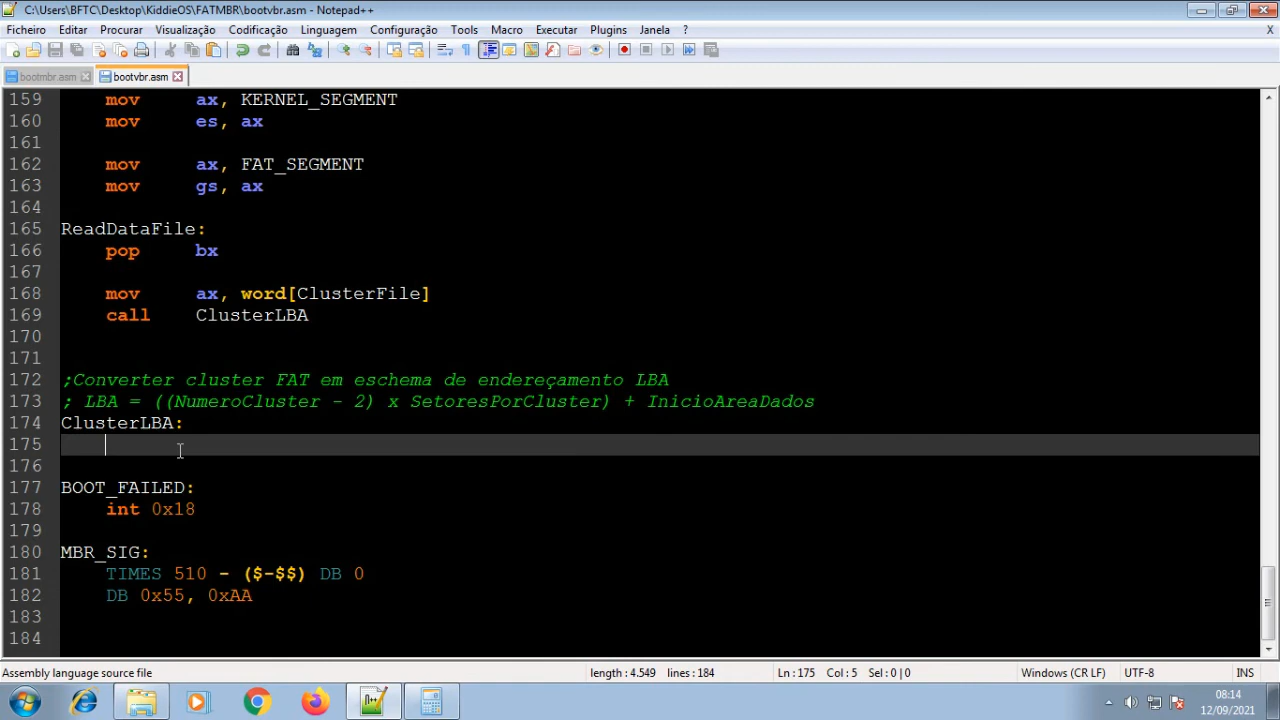 C:\Users\BFTC\Desktop\KiddieOS\FATMBR\bootvbr.asm - Notepad++
Ficheiro Editar Procurar Visualização Codificação Linguagem Configuração Tools Macro Executar Plugins Janela ? X
bootmbr.asm bootvbr.asm
159 mov ax, KERNEL_SEGMENT
160 mov es, ax
161
162 mov ax, FAT_SEGMENT
163 mov gs, ax
164
165 ReadDataFile:
166 pop bx
167
168 mov ax, word[ClusterFile]
169 call ClusterLBA
170
171
172 ;Converter cluster FAT em eschema de endereçamento LBA
173 ; LBA = ((NumeroCluster - 2) x SetoresPorCluster) + InicioAreaDados
174 ClusterLBA:
175
176
177 BOOT_FAILED:
178 int 0x18
179
180 MBR_SIG:
181 TIMES 510 - ($-$$) DB 0
182 DB 0x55, 0xAA
183
184
Assembly language source file length : 4.549 lines : 184 Ln : 175 Col : 5 Sel : 0 | 0 Windows (CR LF) UTF-8 INS
08:14
12/09/2021